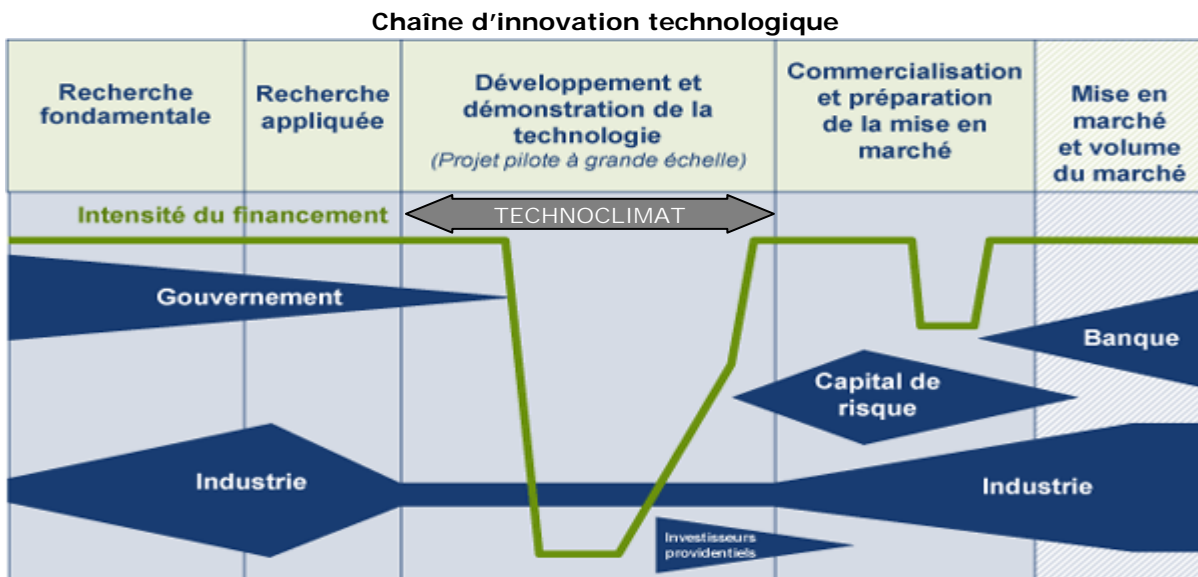 Chaîne d’innovation technologique
Recherche
fondamentale
Recherche
appliquée
Développement et
démonstration de la
technologie
(Projet pilote à grande échelle)
Commercialisation
et préparation
de la mise en
marché
Mise en
marché
et volume
du marché
Intensité du financement
TECHNOCLIMAT
Gouvernement
Banque
Capital de
risque
Industrie
Industrie
Investisseurs
providentiels